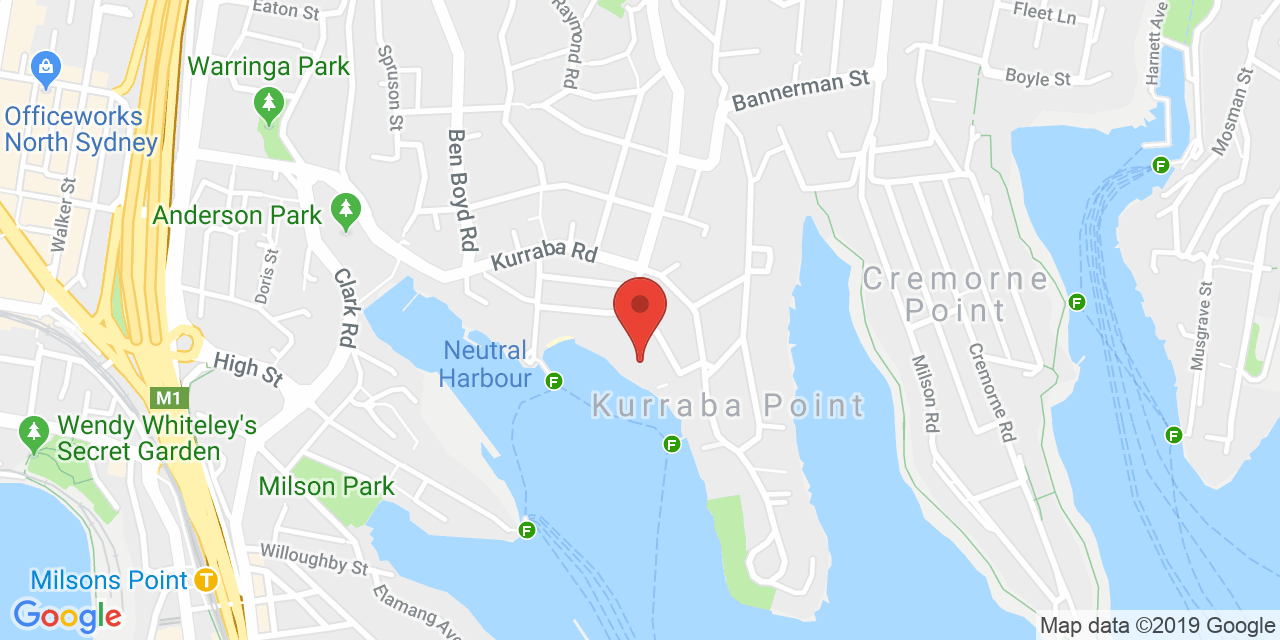 Eaton St
Fleet Ln
Harnett Ave
Raymond Rd
Warringa Park
Spruson St
Boyle St
Bannerman St
Mosman St
Officeworks
North Sydney
Ben Boyd Rd
Walker St
Anderson Park
Kurraba Rd
Doris St
Clark Rd
Cremorne
Point
Musgrave St
Neutral
Harbour
High St
Milson Rd
Cremorne Rd
M1
Kurraba Point
Wendy Whiteley's
Secret Garden
Milson Park
Willoughby St
Milsons Point
T
Elamang Ave
Google
Map data ©2019 Google
F
F
F
F
F
F